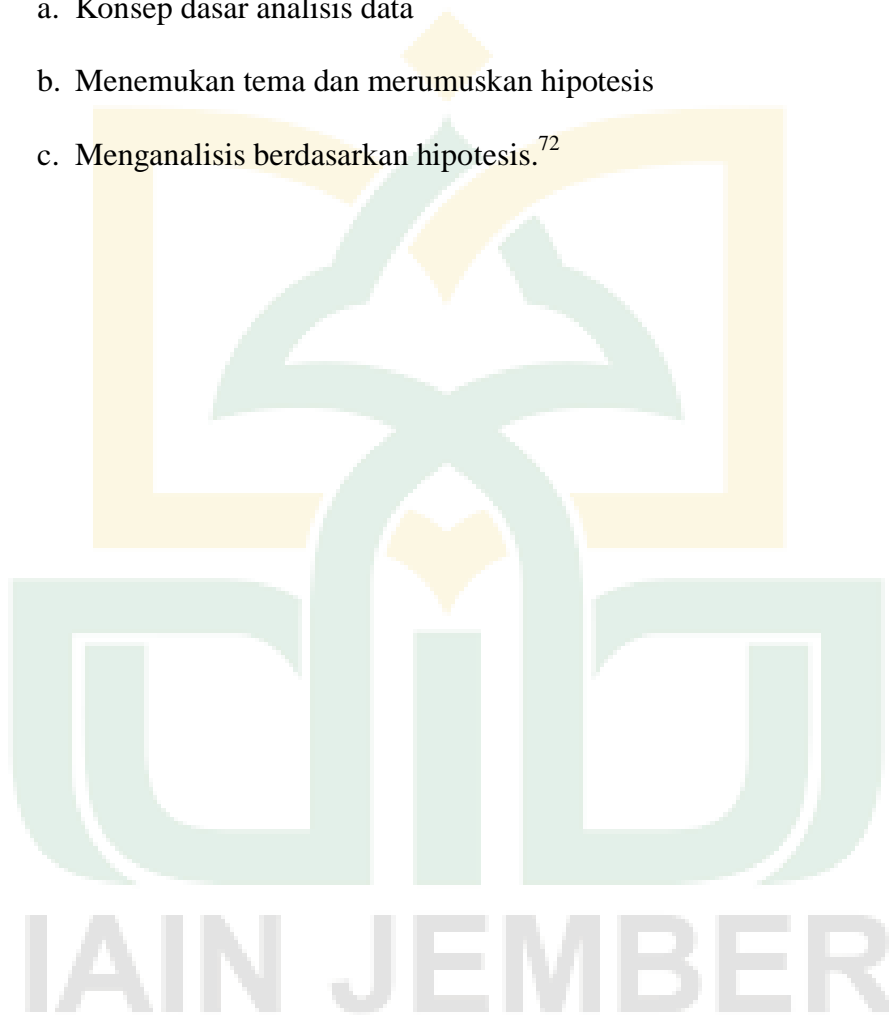 a. Konsep dasar analisis data
b. Menemukan tema dan merumuskan hipotesis
c. Menganalisis berdasarkan hipotesis.72
IAIN JEMBER